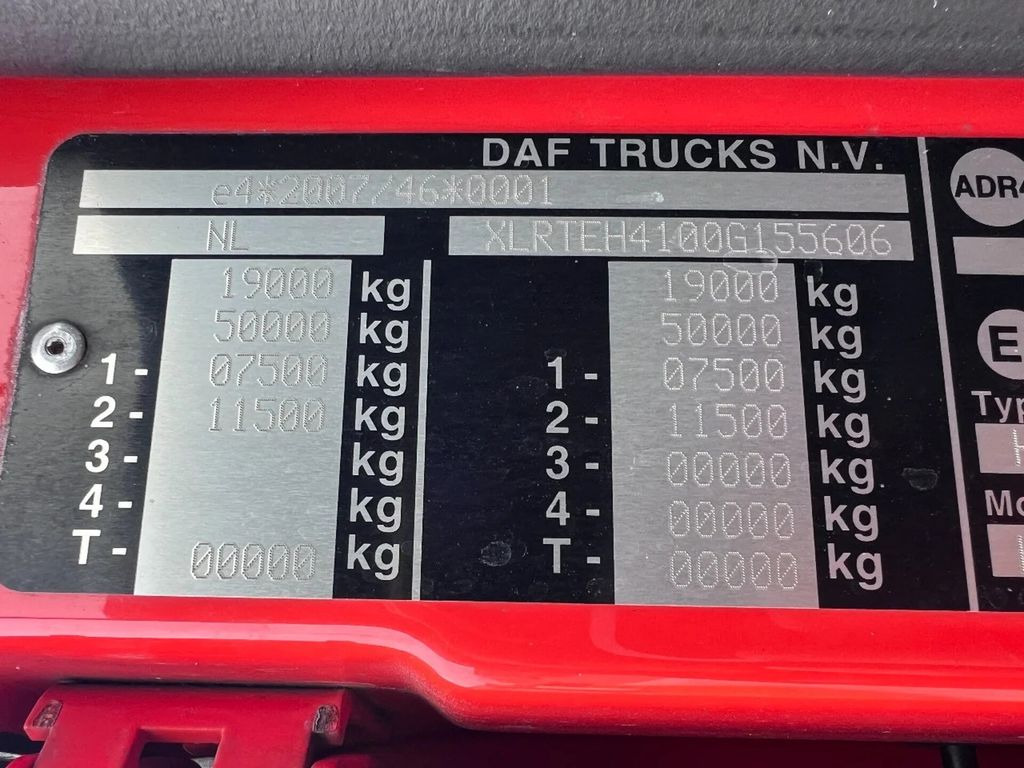 DAF TRUCKS N.V.
e4*2007/46*0001
NL XLRTEH4100G155606
19000 kg 19000 kg
50000 kg 50000 kg
1- 07500 kg 1- 07500 kg
2- 11500 kg 2- 11500 kg
3- kg 3- 00000 kg
4- kg 4- 00000 kg
T- 00000 kg T- 00000 kg
ADR
E